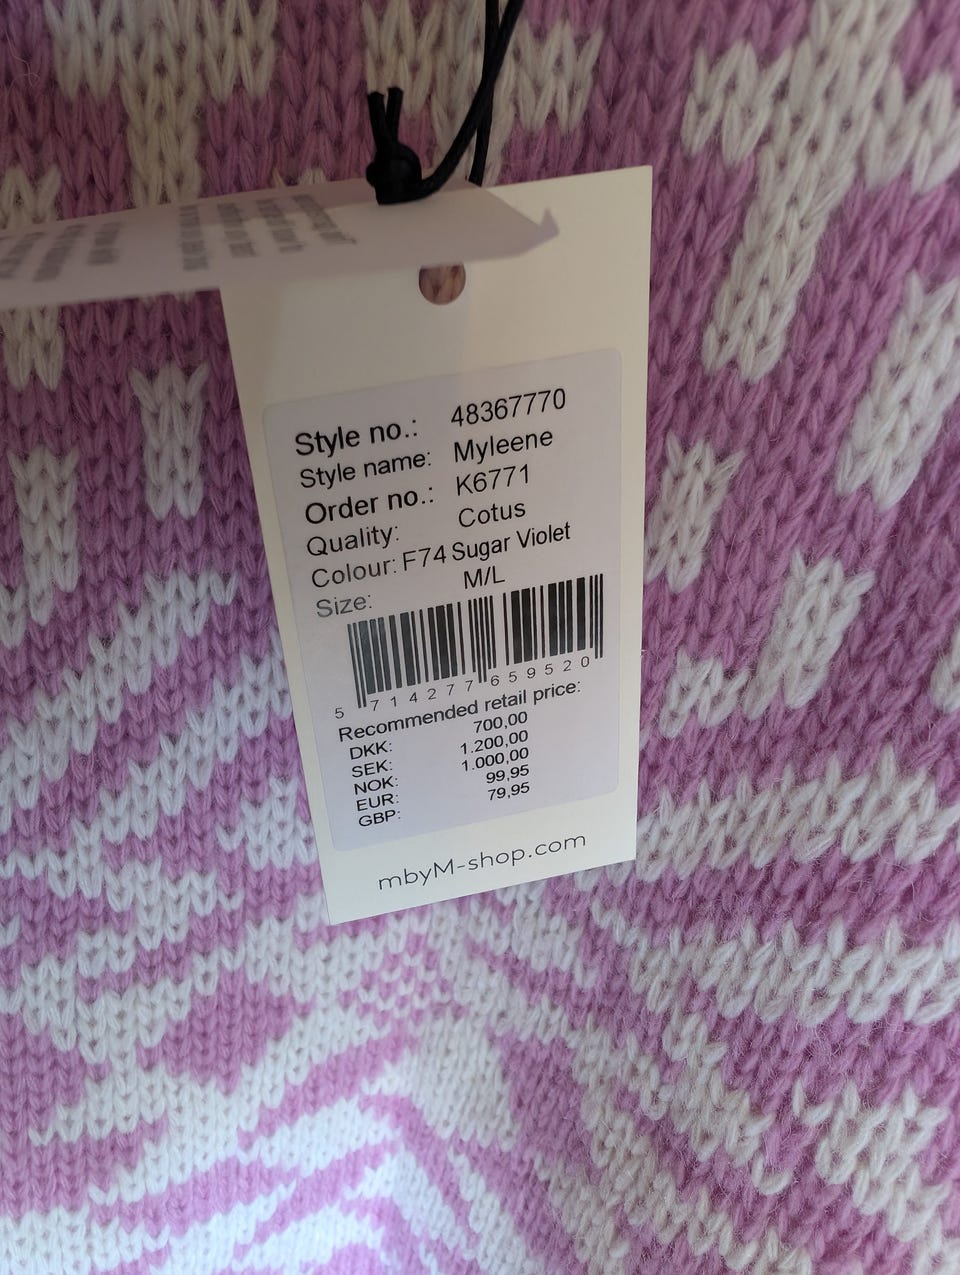 Style no.: 48367770
Style name: Myleene
Order no.: K6771
Quality: Cotus
Colour: F74 Sugar Violet
Size: M/L
5 714277 659520
Recommended retail price:
DKK: 700,00
SEK: 1.200,00
NOK: 1.000,00
EUR: 99,95
GBP: 79,95
mbyM-shop.com